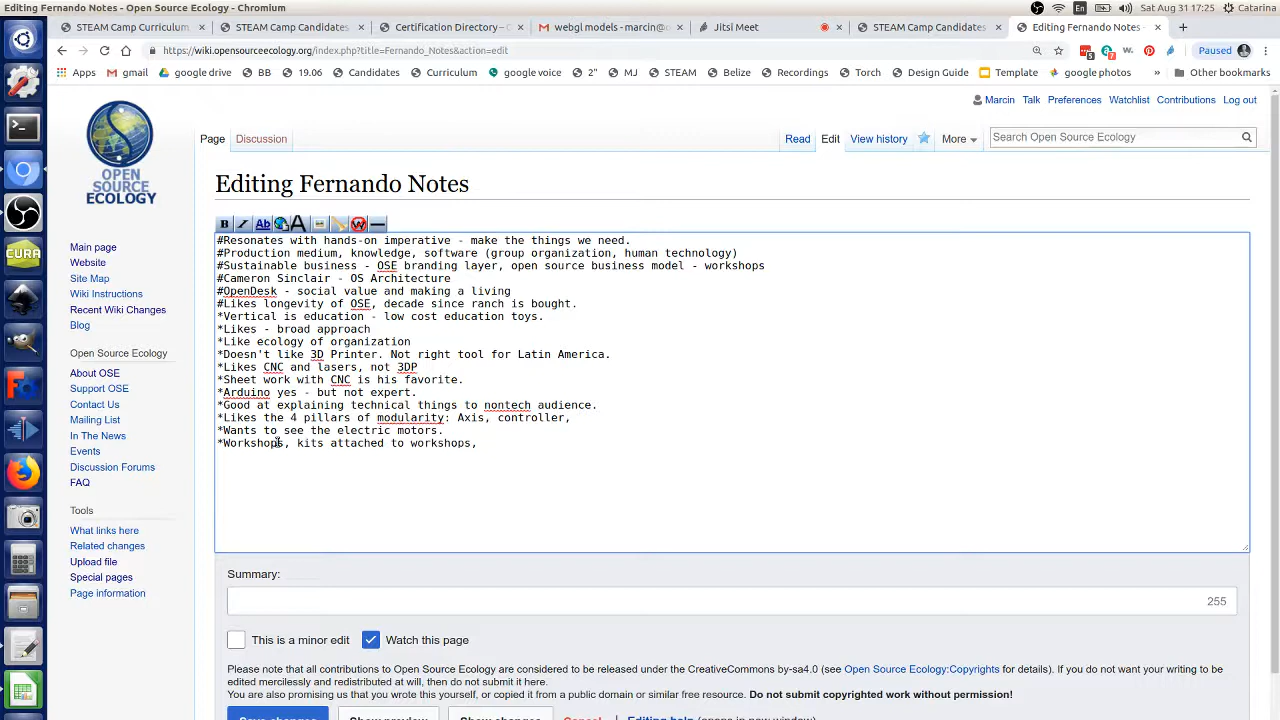 Editing Fernando Notes - Open Source Ecology - Chromium
En
Sat Aug 31 17:25
Catarina
STEAM Camp Curriculum
STEAM Camp Candidates
Certification Directory – C
webgl models - marcin@o
Jitsi Meet
STEAM Camp Candidates
Editing Fernando Notes -
https://wiki.opensourceecology.org/index.php?title=Fernando_Notes&action=edit
Paused
Apps
gmail
google drive
BB
19.06
Candidates
Curriculum
google voice
2"
MJ
STEAM
Belize
Recordings
Torch
Design Guide
Template
google photos
»
Other bookmarks
Marcin
Talk
Preferences
Watchlist
Contributions
Log out
OPEN
SOURCE
ECOLOGY
Page
Discussion
Read
Edit
View history
More
Search Open Source Ecology
Editing Fernando Notes
#Resonates with hands-on imperative - make the things we need.
#Production medium, knowledge, software (group organization, human technology)
#Sustainable business - OSE branding layer, open source business model - workshops
#Cameron Sinclair - OS Architecture
#OpenDesk - social value and making a living
#Likes longevity of OSE, decade since ranch is bought.
*Vertical is education - low cost education toys.
*Likes - broad approach
*Like ecology of organization
*Doesn't like 3D Printer. Not right tool for Latin America.
*Likes CNC and lasers, not 3DP
*Sheet work with CNC is his favorite.
*Arduino yes - but not expert.
*Good at explaining technical things to nontech audience.
*Likes the 4 pillars of modularity: Axis, controller,
*Wants to see the electric motors.
*Workshops, kits attached to workshops,
Main page
Website
Site Map
Wiki Instructions
Recent Wiki Changes
Blog
Open Source Ecology
About OSE
Support OSE
Contact Us
Mailing List
In The News
Events
Discussion Forums
FAQ
Tools
What links here
Related changes
Upload file
Special pages
Page information
Summary:
255
This is a minor edit
Watch this page
Please note that all contributions to Open Source Ecology are considered to be released under the Creative Commons by-sa4.0 (see Open Source Ecology:Copyrights for details). If you do not want your writing to be
edited mercilessly and redistributed at will, then do not submit it here.
You are also promising us that you wrote this yourself, or copied it from a public domain or similar free resource. Do not submit copyrighted work without permission!
Save changes
Show preview
Show changes
Cancel
Editing help (opens in new window)
CURA